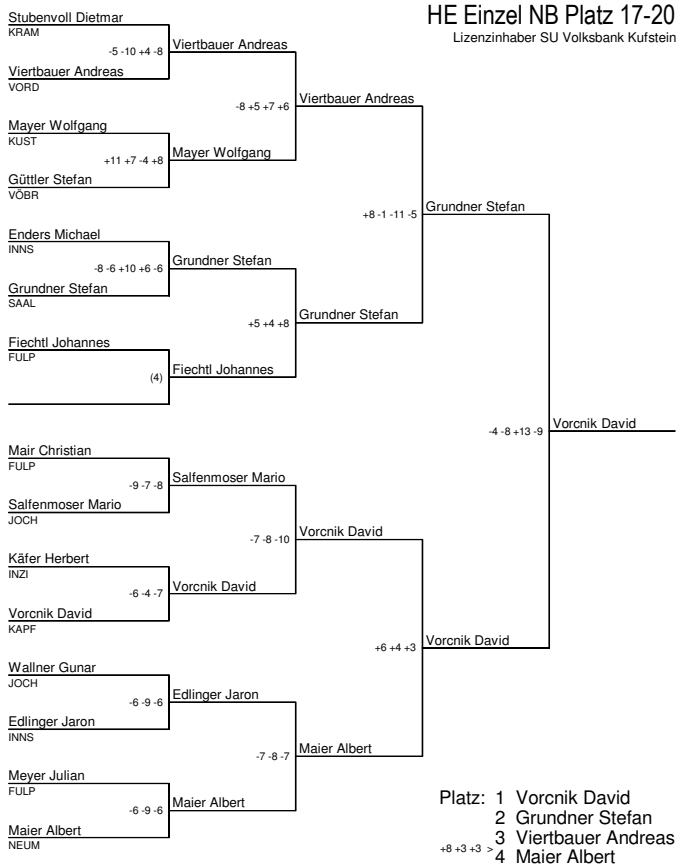 HE Einzel NB Platz 17-20
Lizenzinhaber SU Volksbank Kufstein
Stubenvoll Dietmar
KRAM
-5 -10 +4 -8
Viertbauer Andreas
Viertbauer Andreas
VORD
-8 +5 +7 +6
Viertbauer Andreas
Mayer Wolfgang
KUST
+11 +7 -4 +8
Mayer Wolfgang
Güttler Stefan
VÖBR
+8 -1 -11 -5
Grundner Stefan
Enders Michael
INNS
-8 -6 +10 +6 -6
Grundner Stefan
Grundner Stefan
SAAL
+5 +4 +8
Grundner Stefan
Fiechtl Johannes
FULP
(4)
Fiechtl Johannes
-4 -8 +13 -9
Vorcnik David
Mair Christian
FULP
-9 -7 -8
Salfenmoser Mario
Salfenmoser Mario
JOCH
-7 -8 -10
Vorcnik David
Käfer Herbert
INZI
-6 -4 -7
Vorcnik David
Vorcnik David
KAPF
+6 +4 +3
Vorcnik David
Wallner Gunar
JOCH
-6 -9 -6
Edlinger Jaron
Edlinger Jaron
INNS
-7 -8 -7
Maier Albert
Meyer Julian
FULP
-6 -9 -6
Maier Albert
Maier Albert
NEUM
Platz: 1 Vorcnik David
2 Grundner Stefan
3 Viertbauer Andreas
+8 +3 +3 >
4 Maier Albert